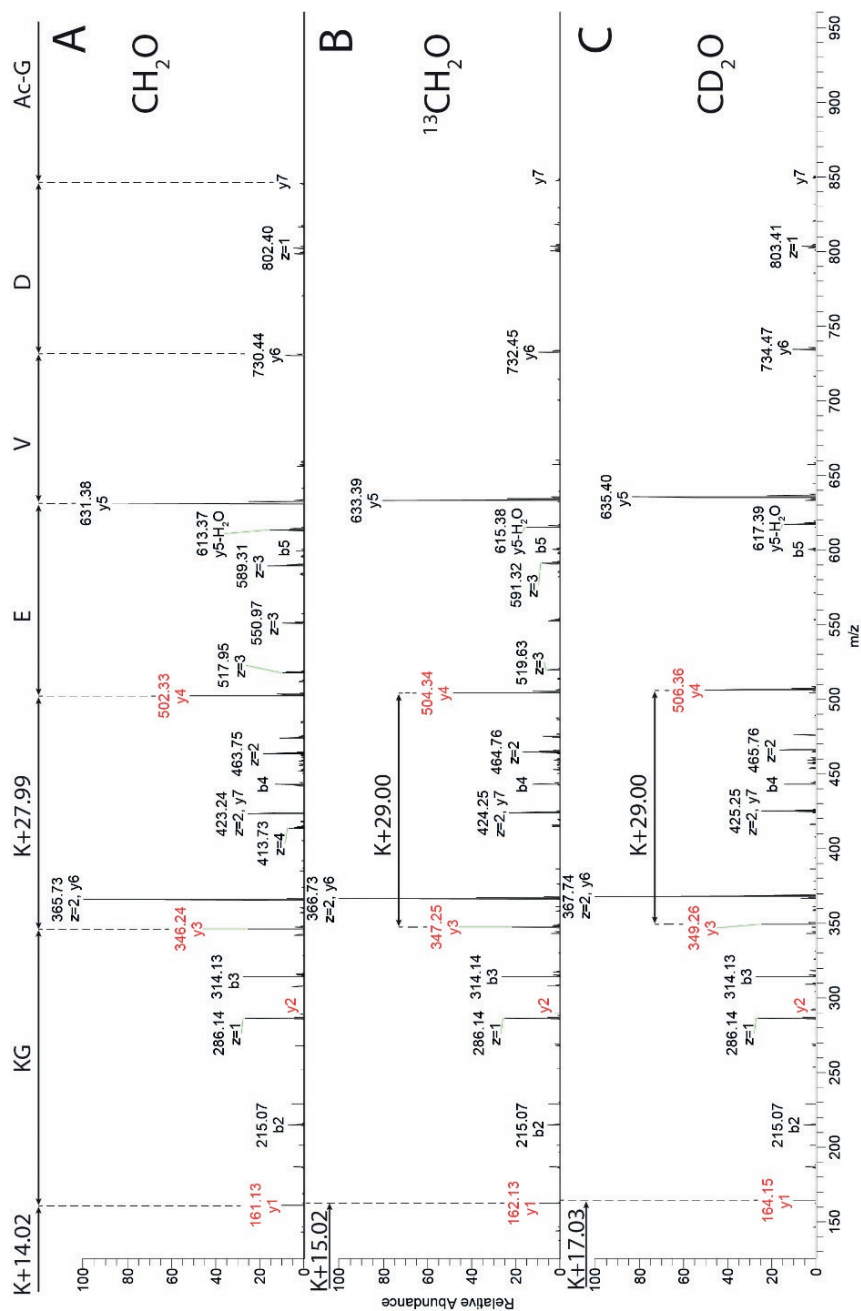 K+14.02
KG
K+27.99
E
V
D
Ac-G
A
CH₂O
100
80
60
40
20
161.13
y1
215.07
b2
286.14
z=1
y2
314.13
b3
346.24
y3
365.73
z=2, y6
413.73
z=4
423.24
z=2, y7
b4
463.75
z=2
502.33
y4
517.95
z=3
550.97
z=3
589.31
z=3
b5
613.37
y5-H₂O
631.38
y5
730.44
y6
802.40
z=1
y7
K+15.02
K+29.00
B
¹³CH₂O
Relative Abundance
100
80
60
40
20
162.13
y1
215.07
b2
286.14
z=1
y2
314.14
b3
347.25
y3
366.73
z=2, y6
424.25
z=2, y7
b4
464.76
z=2
504.34
y4
519.63
z=3
591.32
z=3
b5
615.38
y5-H₂O
633.39
y5
732.45
y6
y7
K+17.03
K+29.00
C
CD₂O
100
80
60
40
20
164.15
y1
215.07
b2
286.14
z=1
y2
314.13
b3
349.26
y3
367.74
z=2, y6
425.25
z=2, y7
b4
465.76
z=2
506.36
y4
b5
617.39
y5-H₂O
635.40
y5
734.47
y6
803.41
z=1
y7
150 200 250 300 350 400 450 500 550 600 650 700 750 800 850 900 950
m/z